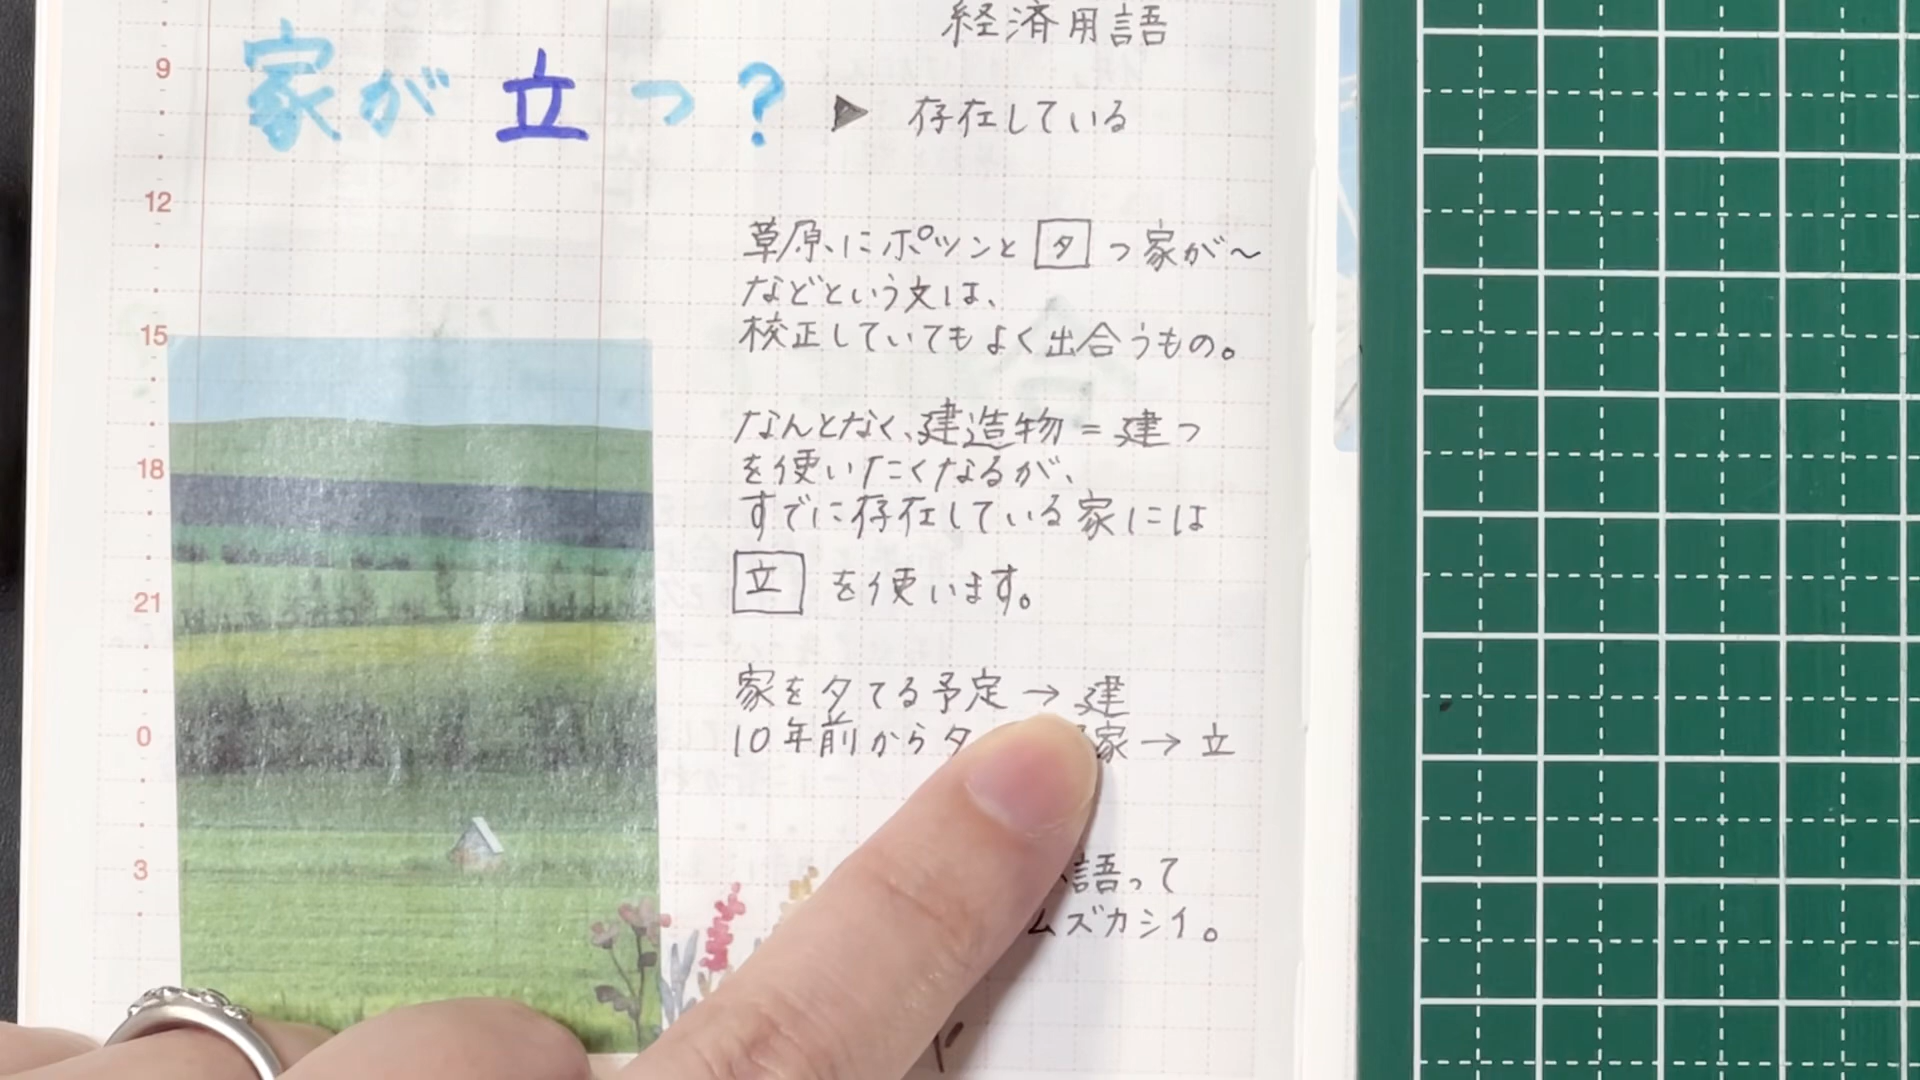 経済用語
家が立つ?
▶ 存在している
9
12
15
18
21
0
3
草原にポツンと タ つ家が〜
などという文は、
校正していてもよく出合うもの。
なんとなく、建造物=建つ
を使いたくなるが、
すでに存在している家には
立 を使います。
家をタてる予定→建
10年前からタ 家→立
語って
ムズカシイ。